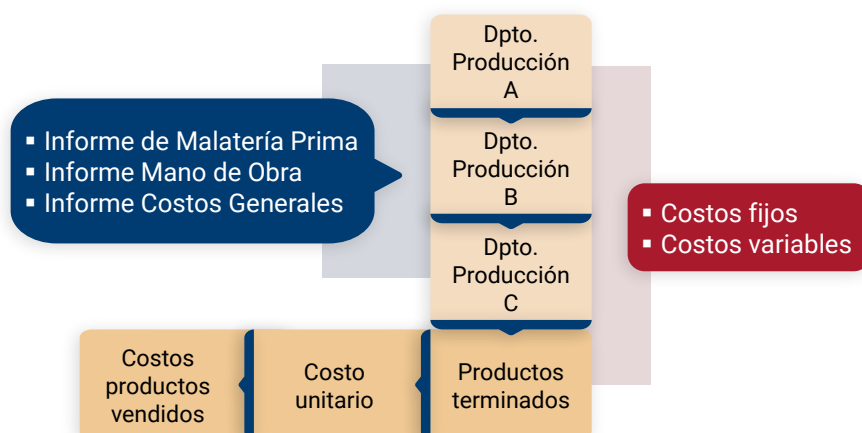 Dpto.
Producción
A
▪ Informe de Malatería Prima
▪ Informe Mano de Obra
▪ Informe Costos Generales
Dpto.
Producción
B
▪ Costos fijos
▪ Costos variables
Dpto.
Producción
C
Costos
productos
vendidos
Costo
unitario
Productos
terminados